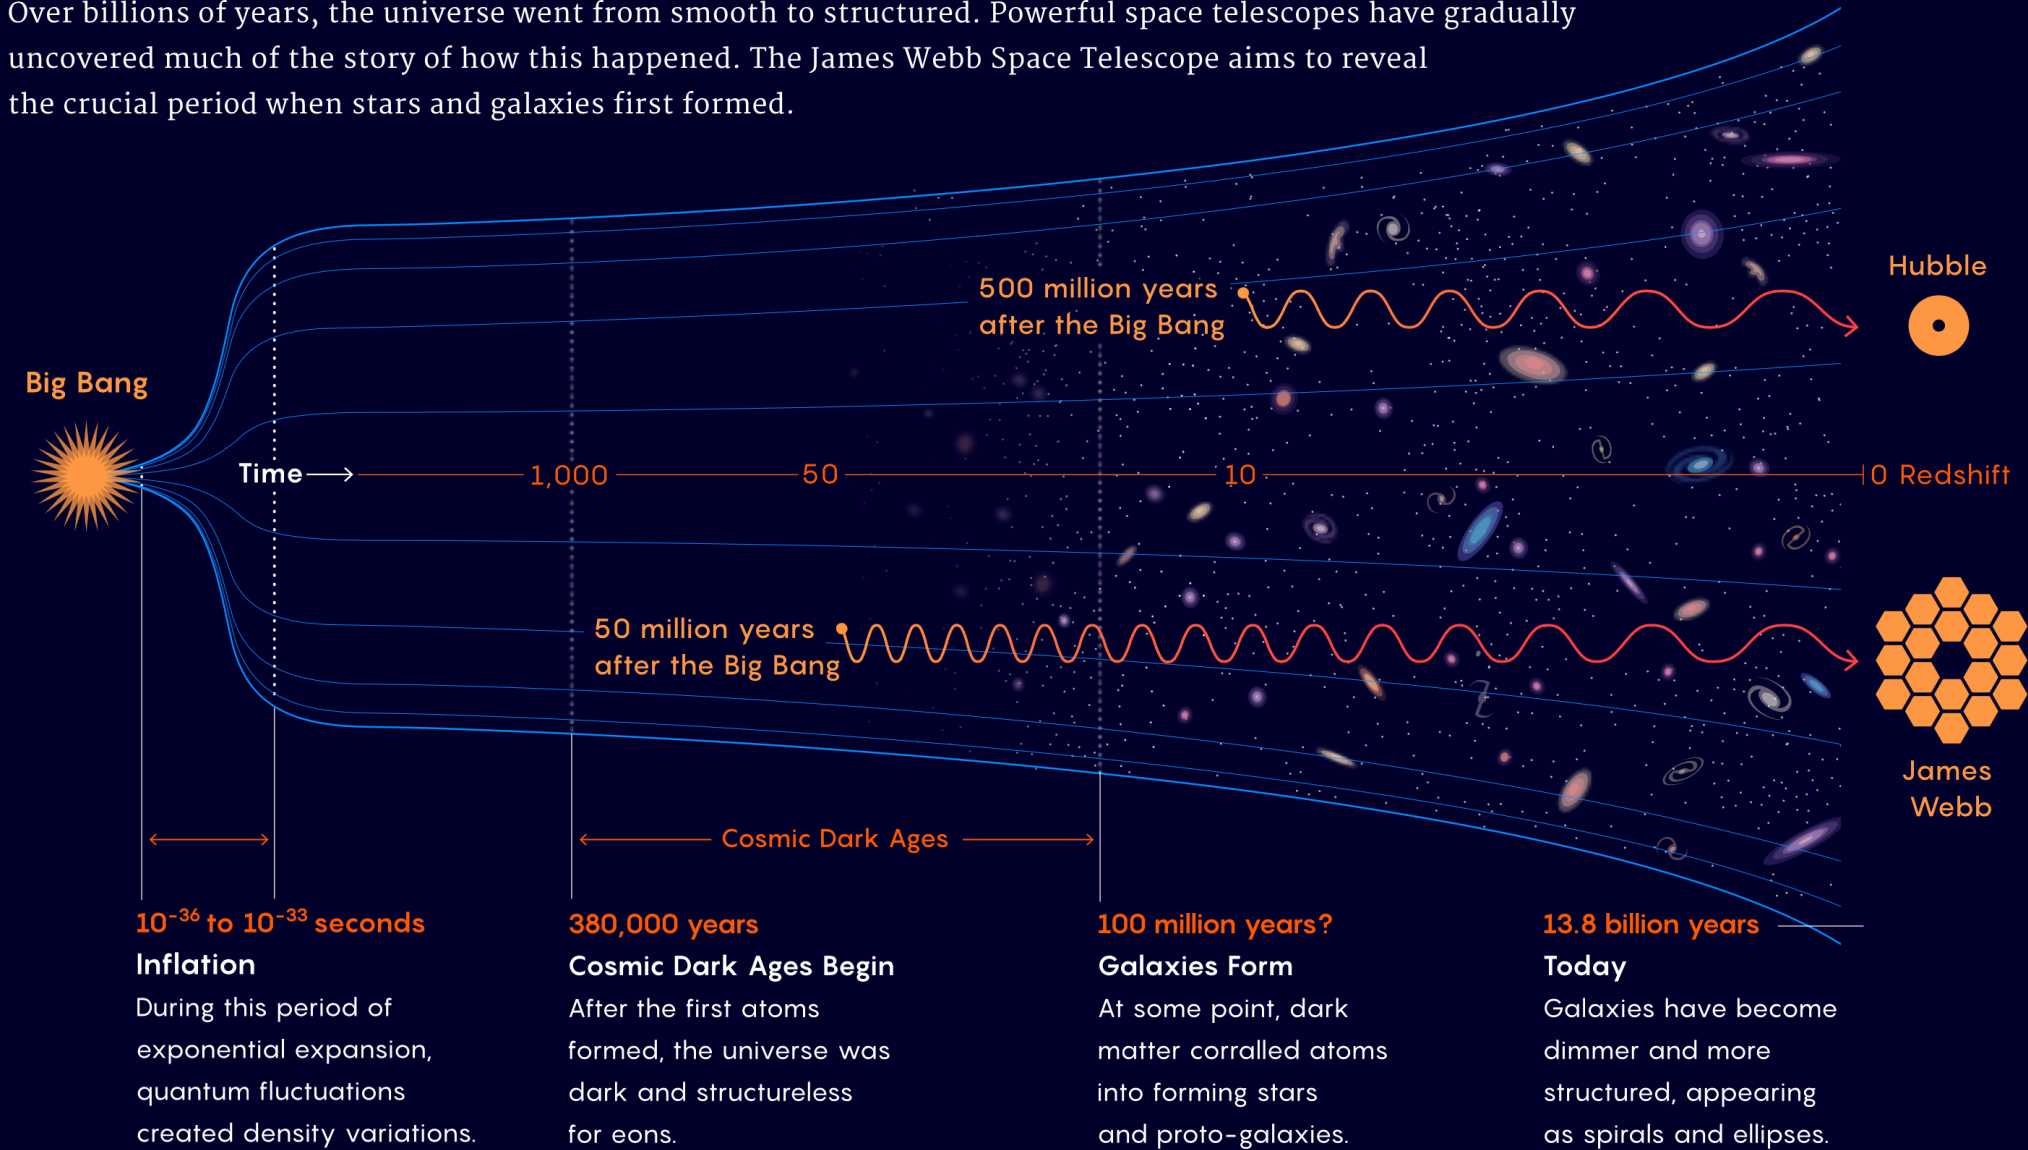 Over billions of years, the universe went from smooth to structured. Powerful space telescopes have gradually
uncovered much of the story of how this happened. The James Webb Space Telescope aims to reveal
the crucial period when stars and galaxies first formed.
Hubble
500 million years
after the Big Bang
Big Bang
Time
1,000
50
10
0 Redshift
50 million years
after the Big Bang
James
Webb
Cosmic Dark Ages
10⁻³⁶ to 10⁻³³ seconds
Inflation
During this period of
exponential expansion,
quantum fluctuations
created density variations.
380,000 years
Cosmic Dark Ages Begin
After the first atoms
formed, the universe was
dark and structureless
for eons.
100 million years?
Galaxies Form
At some point, dark
matter corralled atoms
into forming stars
and proto-galaxies.
13.8 billion years
Today
Galaxies have become
dimmer and more
structured, appearing
as spirals and ellipses.